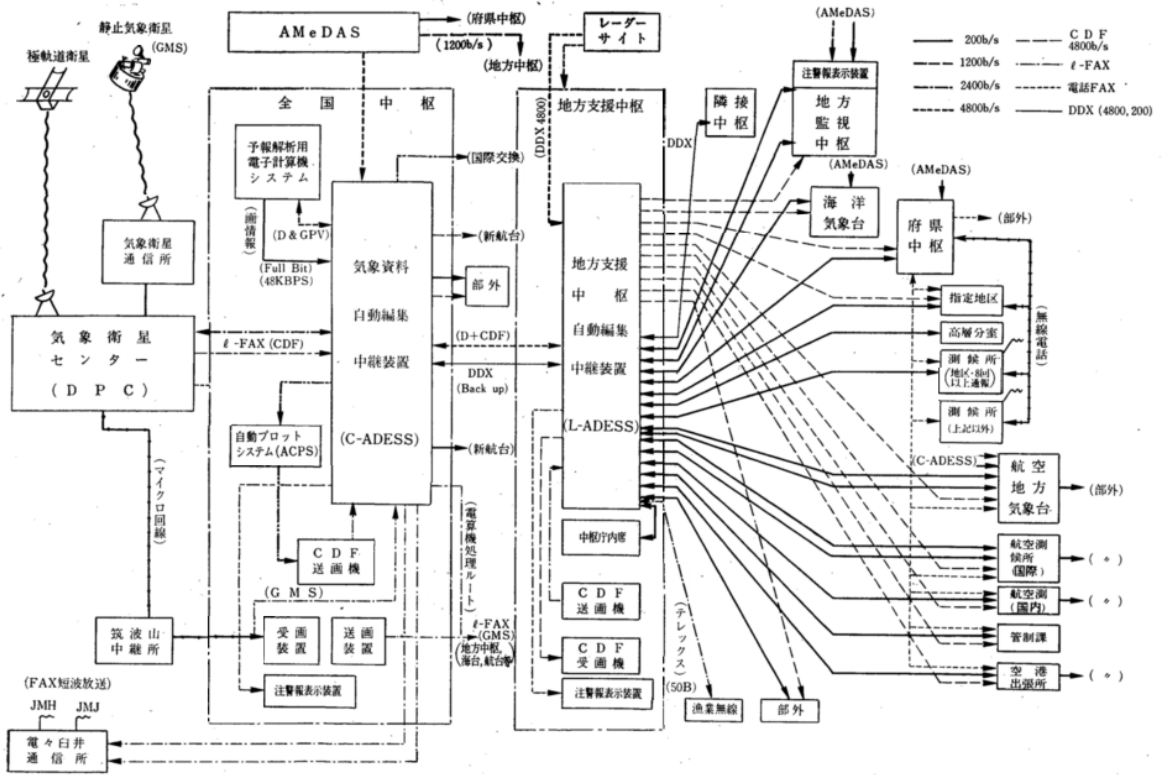 静止気象衛星
(GMS)
極軌道衛星
AMeDAS
(府県中枢)
(1200b/s)
(地方中枢)
レーダー
サイト
(AMeDAS)
200b/s
1200b/s
2400b/s
4800b/s
CDF
4800b/s
ℓ-FAX
電話FAX
DDX (4800,200)
全国中枢
地方支援中枢
(DDX 4800)
予報解析用
電子計算機
システム
(国際交換)
(画情報)
(D&GPV)
(Full Bit)
(48KBPS)
(新航台)
部外
気象資料
自動編集
中継装置
(C-ADESS)
気象衛星
通信所
気象衛星
センター
(DPC)
ℓ-FAX (CDF)
(D+CDF)
DDX
(Back up)
自動プロット
システム(ACPS)
(新航台)
(マイクロ回線)
CDF
送画機
(電算機処理ルート)
(GMS)
筑波山
中継所
受画
装置
送画
装置
ℓ-FAX
(GMS)
(地方中枢,
海台,航台等)
注警報表示装置
(FAX短波放送)
JMH JMJ
電々臼井
通信所
地方支援
中枢
自動編集
中継装置
(L-ADESS)
中枢庁内席
CDF
送画機
CDF
受画機
注警報表示装置
(テレックス)
(50B)
漁業無線
部外
DDX
隣接
中枢
注警報表示装置
地方
監視
中枢
(AMeDAS)
海洋
気象台
(AMeDAS)
府県
中枢
(部外)
指定地区
高層分室
測候所
(地区・8回
以上通報)
測候所
(上記以外)
(無線電話)
(C-ADESS)
航空
地方
気象台
(部外)
航空測
候所
(国際)
(〃)
航空測
(国内)
(〃)
管制課
空港
出張所
(〃)